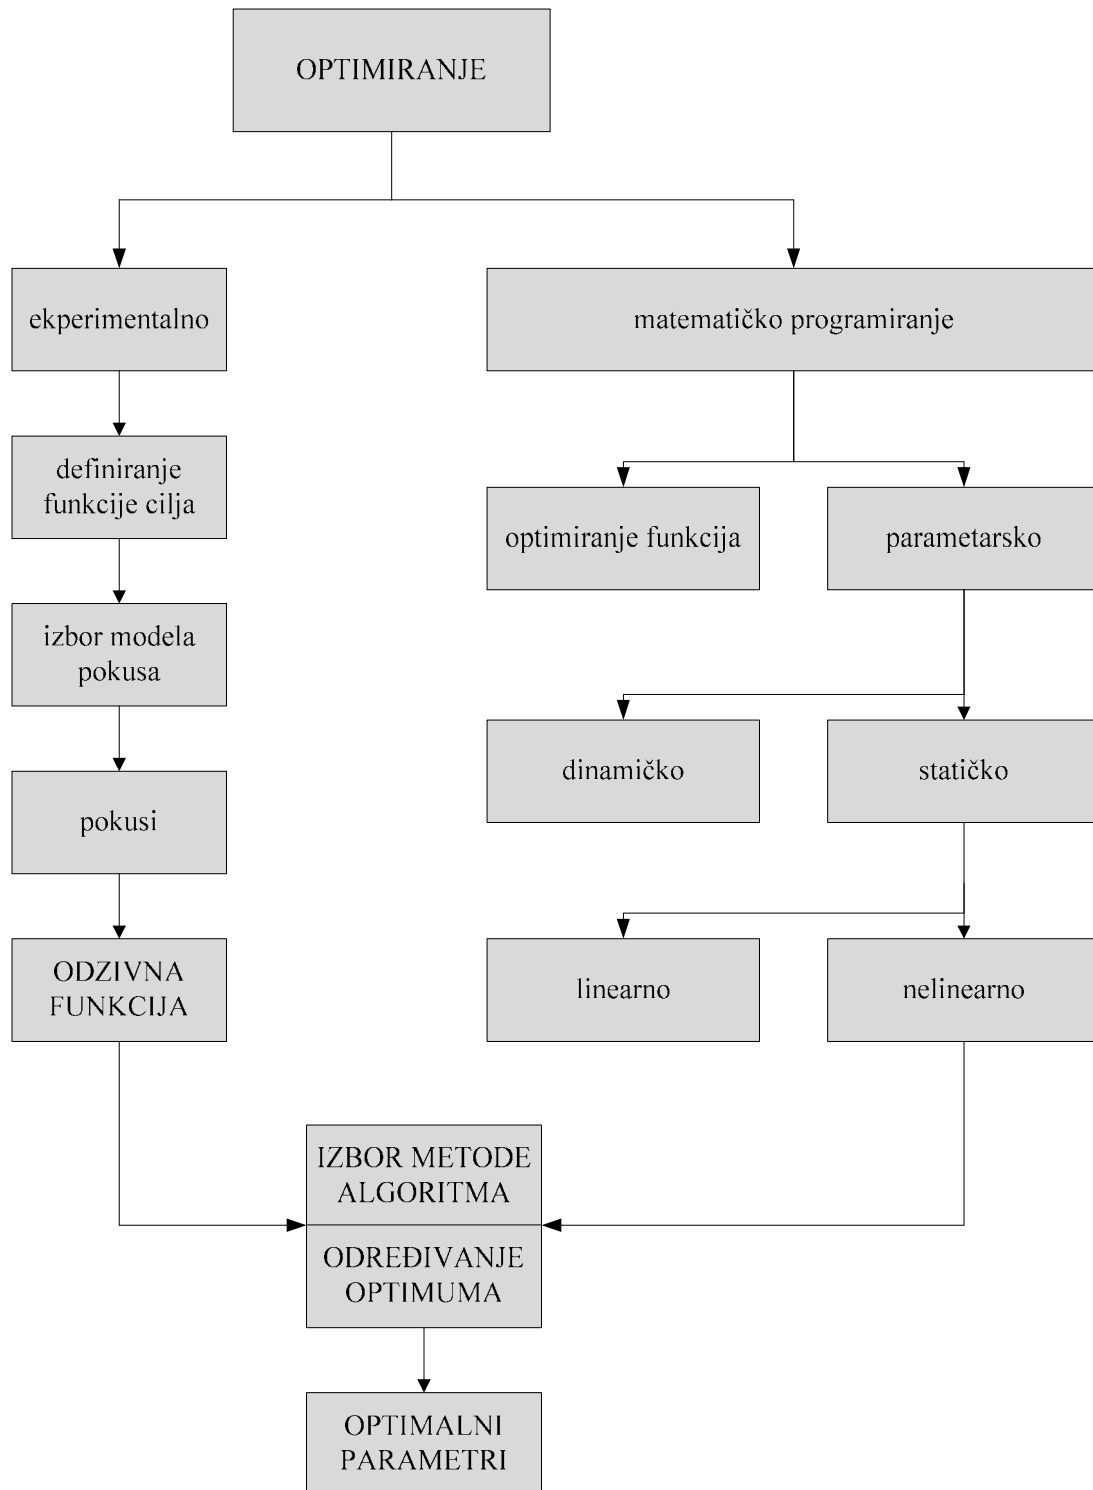 OPTIMIRANJE
ekperimentalno
matematičko programiranje
definiranje
funkcije cilja
optimiranje funkcija
parametarsko
izbor modela
pokusa
dinamičko
statičko
pokusi
ODZIVNA
FUNKCIJA
linearno
nelinearno
IZBOR METODE
ALGORITMA
ODREĐIVANJE
OPTIMUMA
OPTIMALNI
PARAMETRI